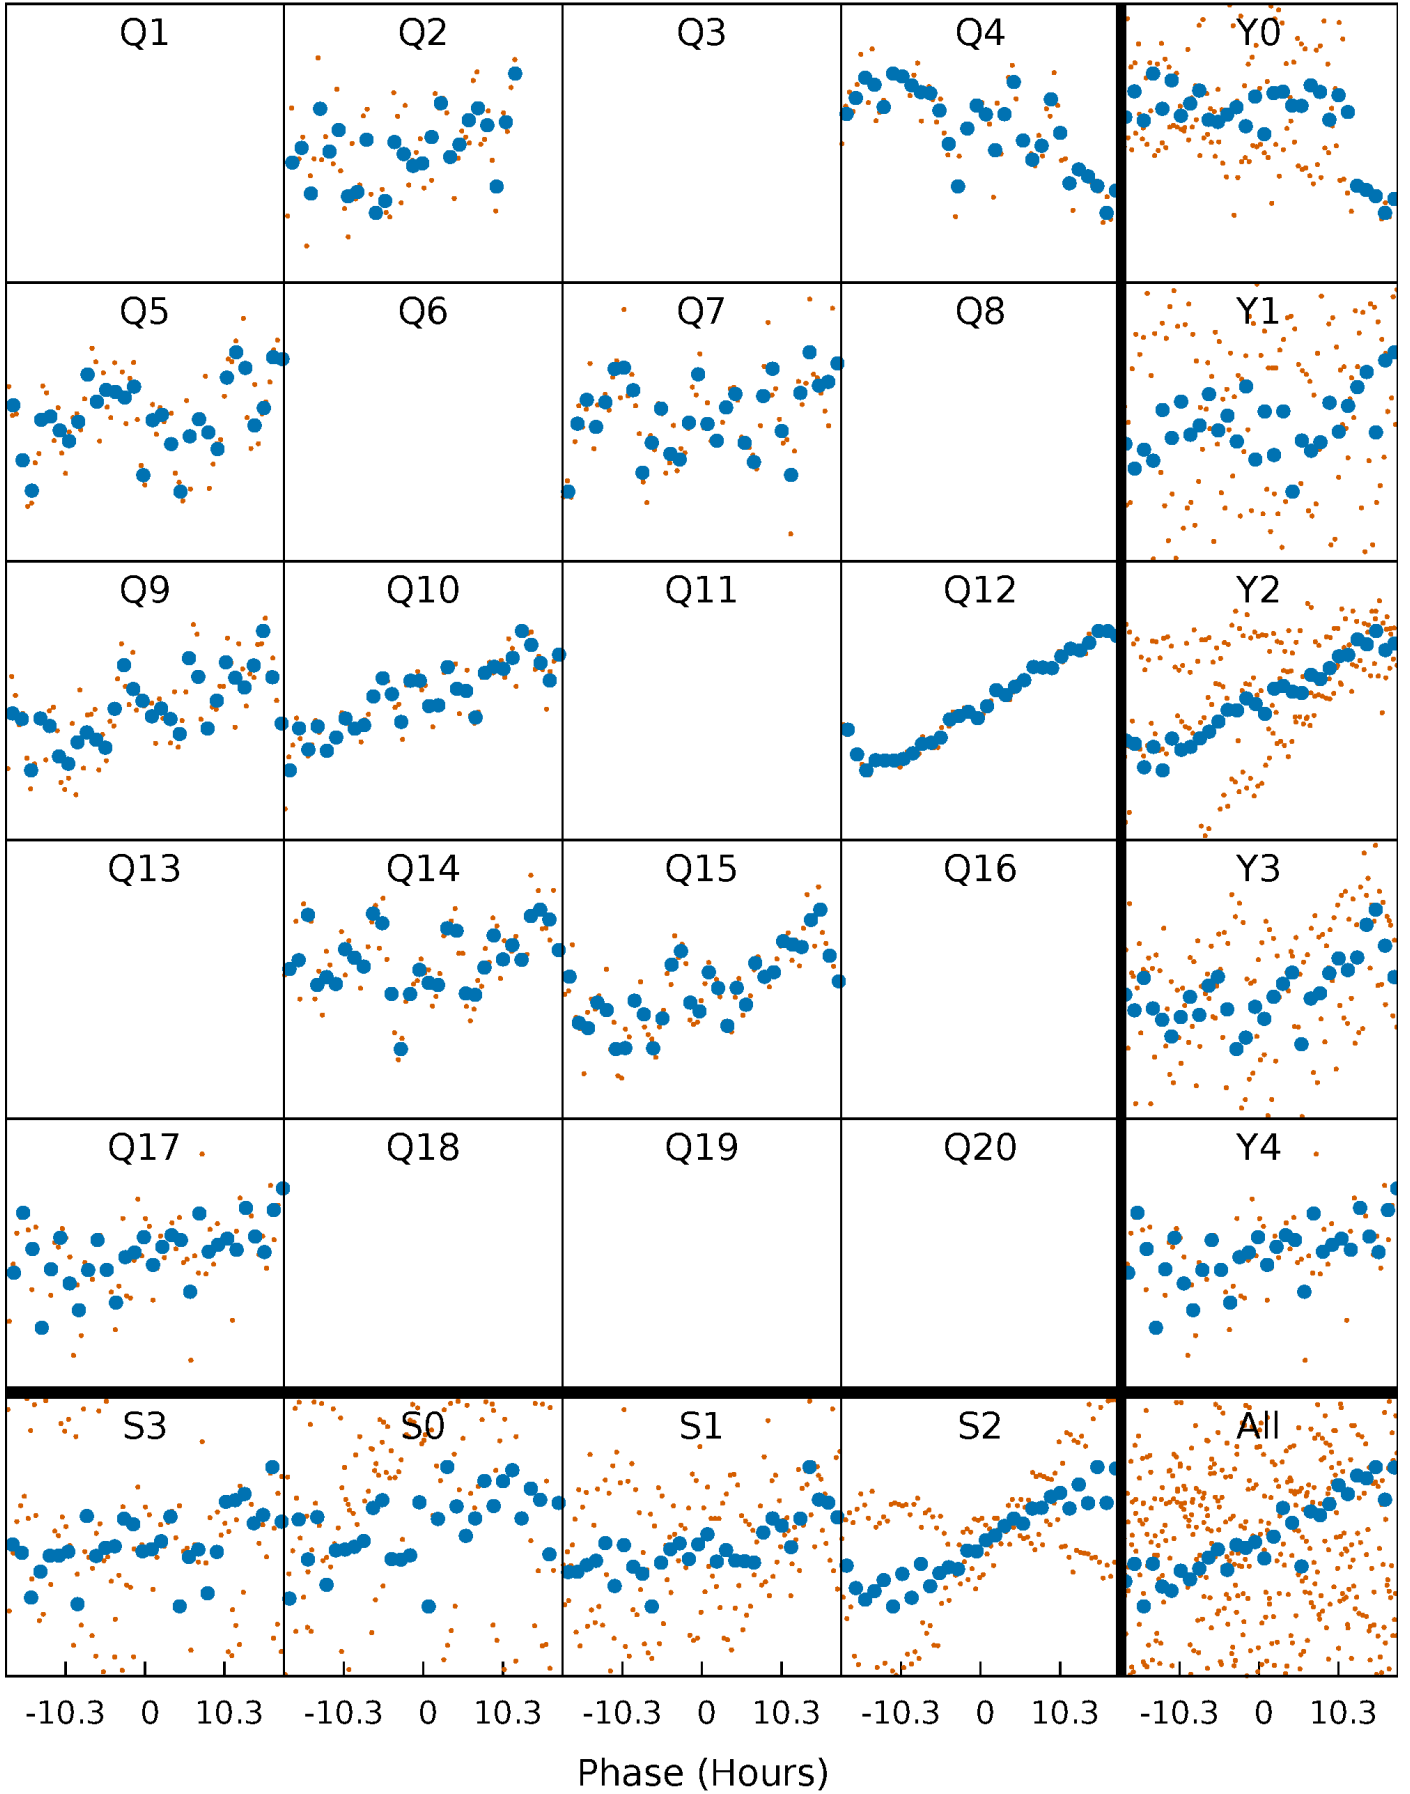 Q1 Q2 Q3 Q4 Y0
Q5 Q6 Q7 Q8 Y1
Q9 Q10 Q11 Q12 Y2
Q13 Q14 Q15 Q16 Y3
Q17 Q18 Q19 Q20 Y4
S3 S0 S1 S2 All
-10.3 0 10.3 -10.3 0 10.3 -10.3 0 10.3 -10.3 0 10.3 -10.3 0 10.3
Phase (Hours)